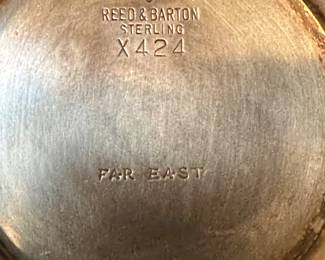 REED & BARTON
STERLING
X424
FAR EAST